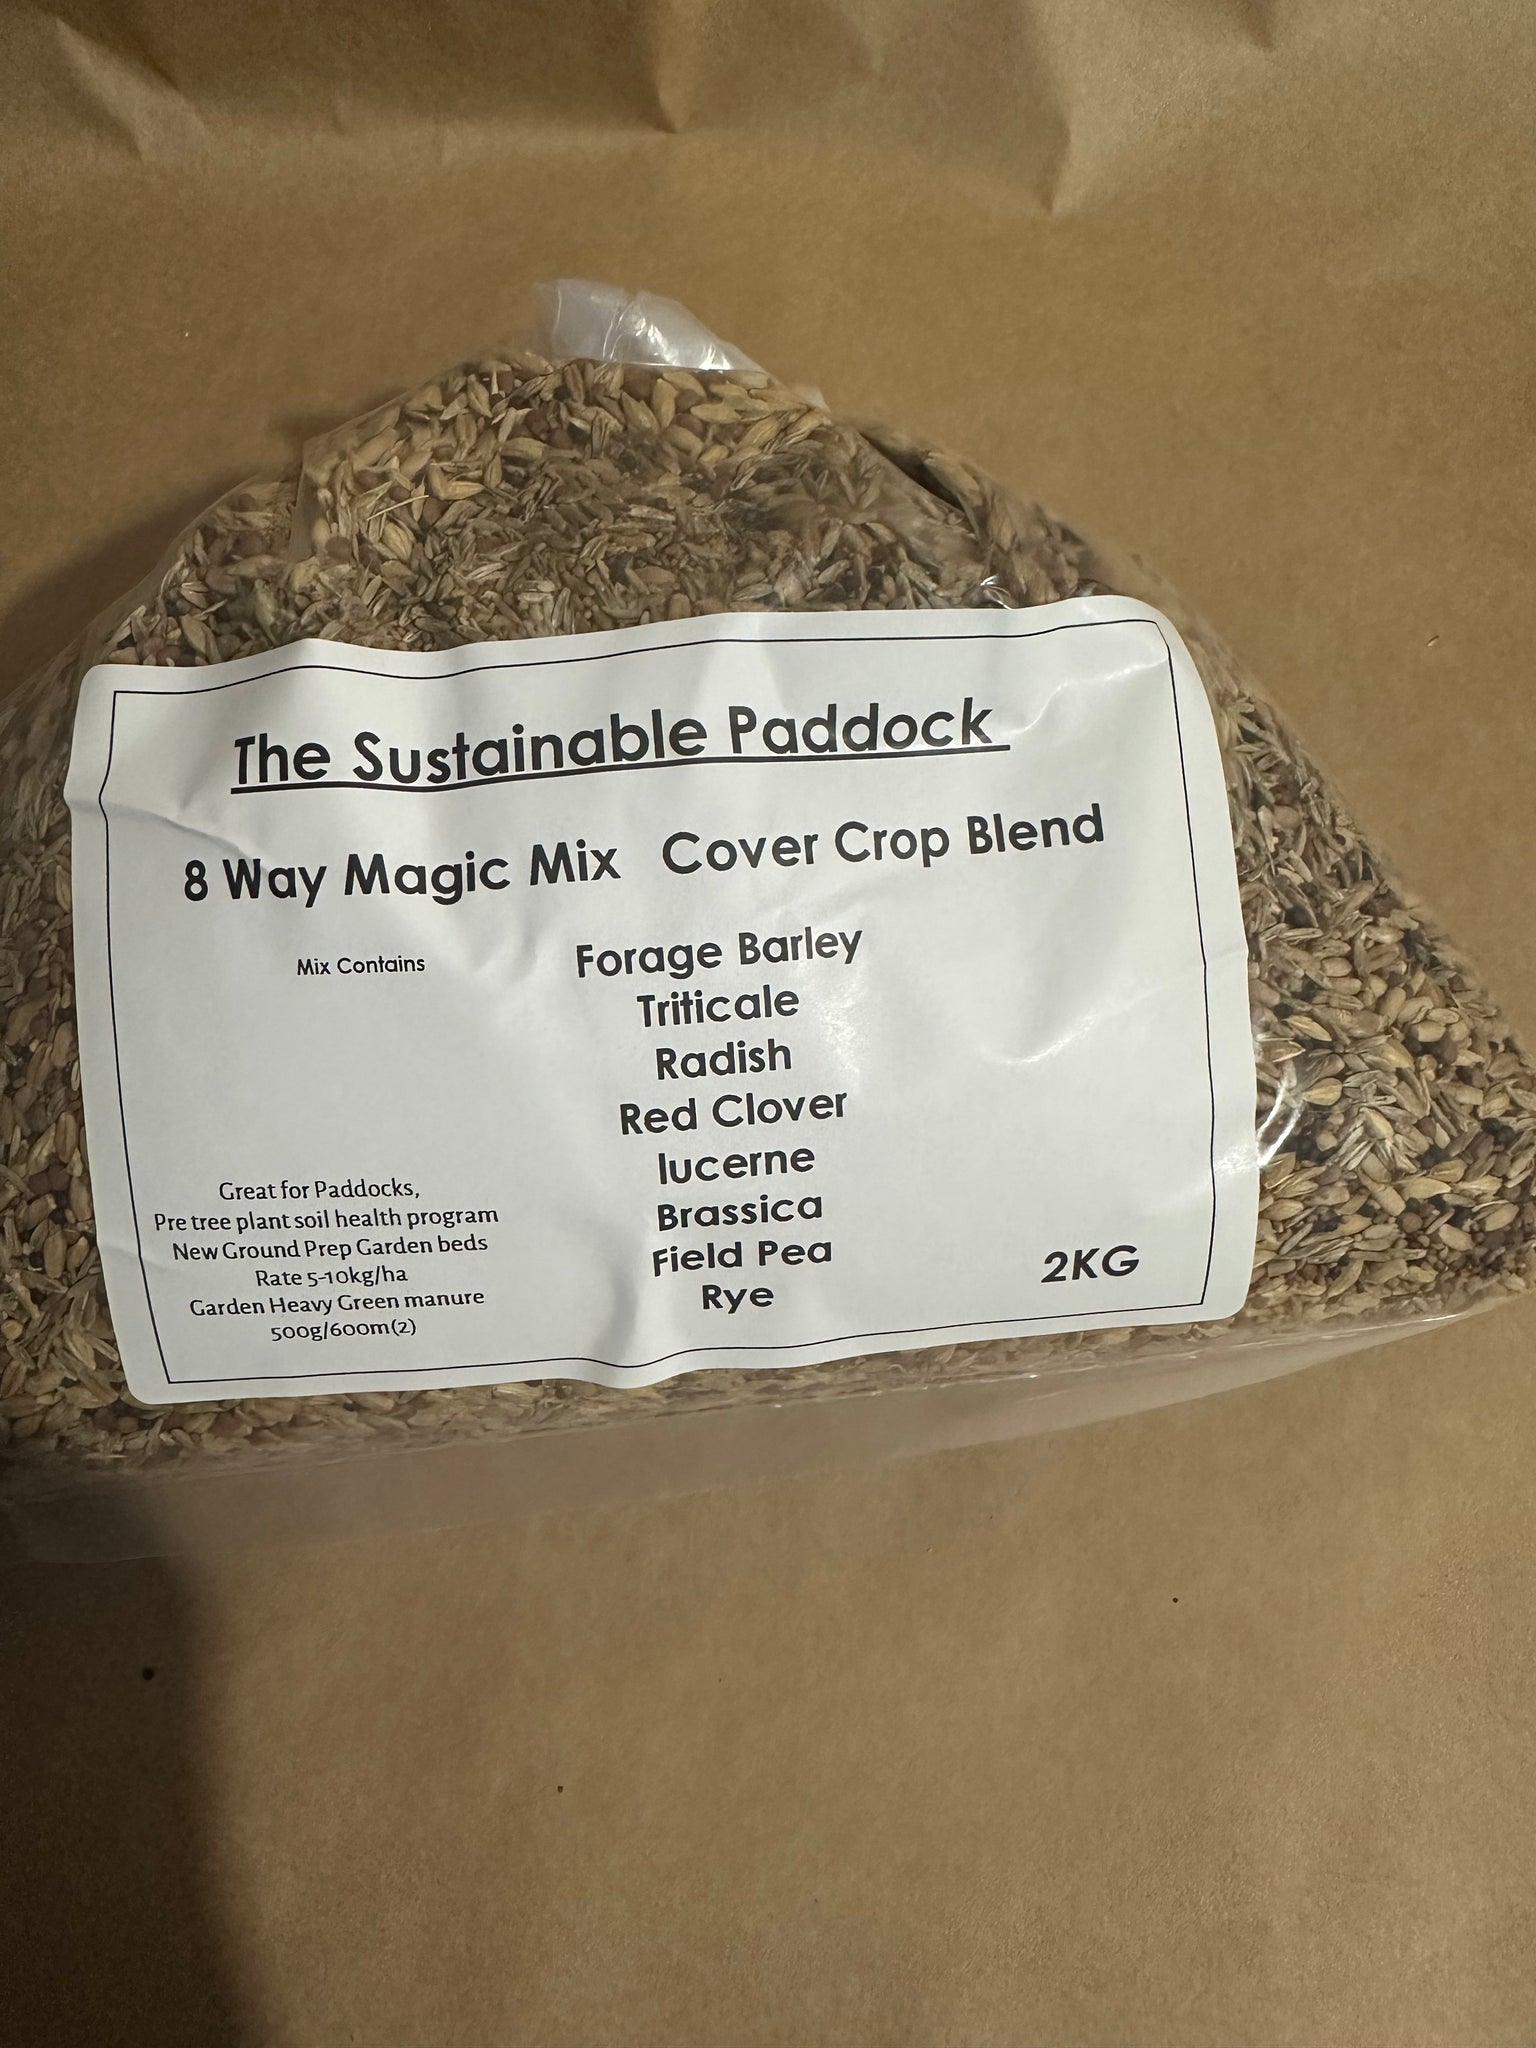 The Sustainable Paddock
8 Way Magic Mix Cover Crop Blend
Mix Contains
Forage Barley
Triticale
Radish
Red Clover
lucerne
Brassica
Field Pea
Rye
Great for Paddocks,
Pre tree plant soil health program
New Ground Prep Garden beds
Rate 5-10kg/ha
Garden Heavy Green manure
500g/600m(2)
2KG